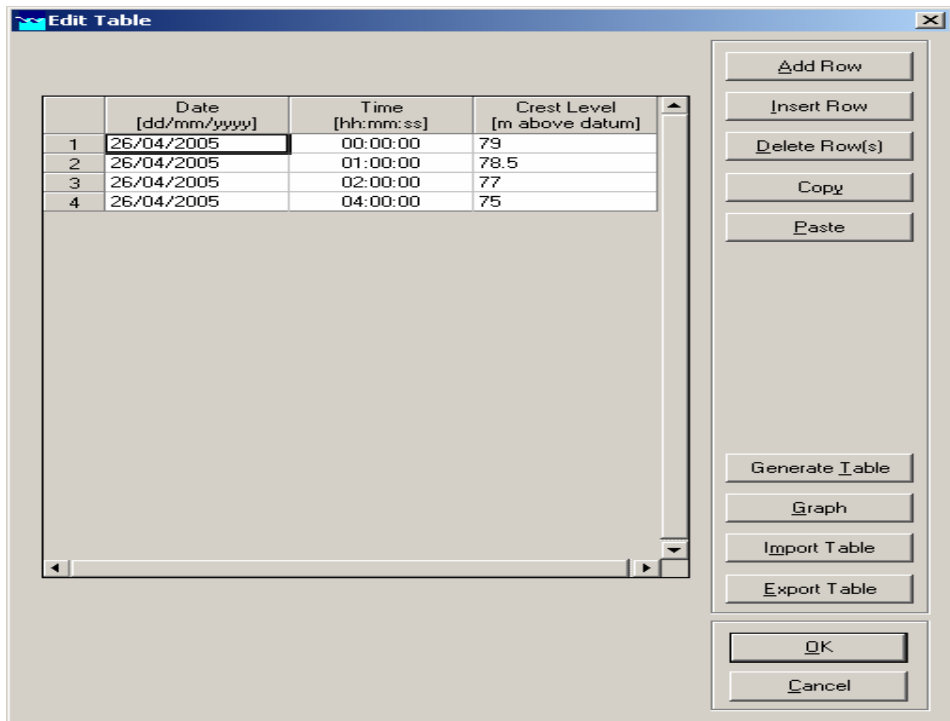 Edit Table
Date Time Crest Level
[dd/mm/yyyy] [hh:mm:ss] [m above datum]
1 26/04/2005 00:00:00 79
2 26/04/2005 01:00:00 78.5
3 26/04/2005 02:00:00 77
4 26/04/2005 04:00:00 75
Add Row
Insert Row
Delete Row(s)
Copy
Paste
Generate Table
Graph
Import Table
Export Table
OK
Cancel